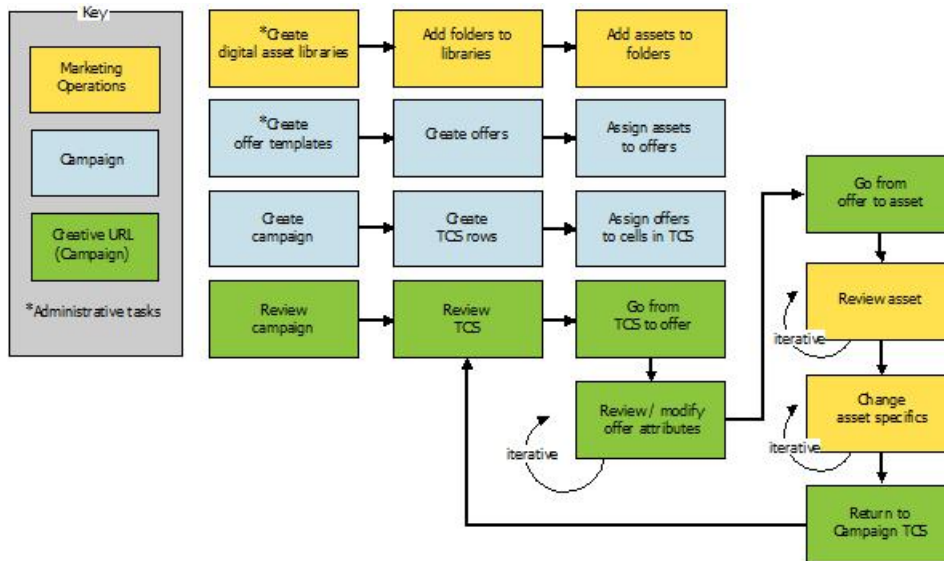 Key
Marketing
Operations
Campaign
Creative URL
(Campaign)
*Administrative tasks
*Create
digital asset libraries
Add folders to
libraries
Add assets to
folders
*Create
offer templates
Create offers
Assign assets
to offers
Create
campaign
Create
TCS rows
Assign offers
to cells in TCS
Review
campaign
Review
TCS
Go from
TCS to offer
Review / modify
offer attributes
iterative
Go from
offer to asset
Review asset
iterative
Change
asset specifics
iterative
Return to
Campaign TCS